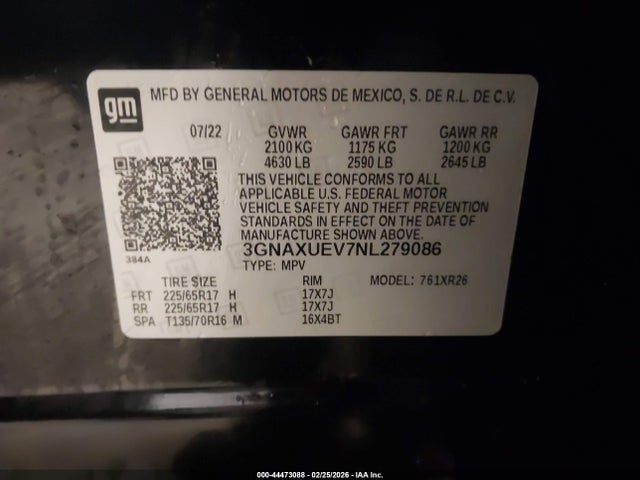 gm
MFD BY GENERAL MOTORS DE MEXICO, S. DE R.L. DE C.V.
07/22 GVWR GAWR FRT GAWR RR
2100 KG 1175 KG 1200 KG
4630 LB 2590 LB 2645 LB
THIS VEHICLE CONFORMS TO ALL
APPLICABLE U.S. FEDERAL MOTOR
VEHICLE SAFETY AND THEFT PREVENTION
STANDARDS IN EFFECT ON THE DATE OF
MANUFACTURE SHOWN ABOVE.
384A
3GNAXUEV7NL279086
TYPE: MPV
TIRE SIZE RIM MODEL: 761XR26
FRT 225/65R17 H 17X7J
RR 225/65R17 H 17X7J
SPA T135/70R16 M 16X4BT
000-44473088 - 02/25/2026 - IAA Inc.